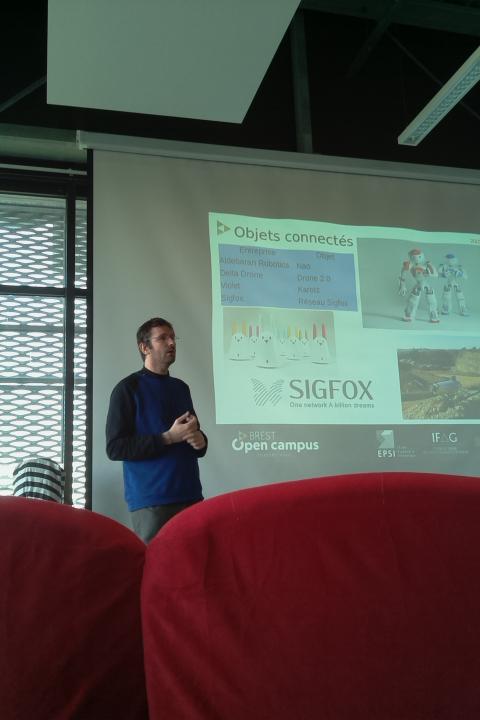 Objets connectés
Entreprise Objet
Aldebaran Robotics Nao
Delta Drone Drone 2.0
Violet Karotz
Sigfox Réseau Sigfox
SIGFOX
One network A billion dreams
BREST
Open campus
EPSI
IFAG